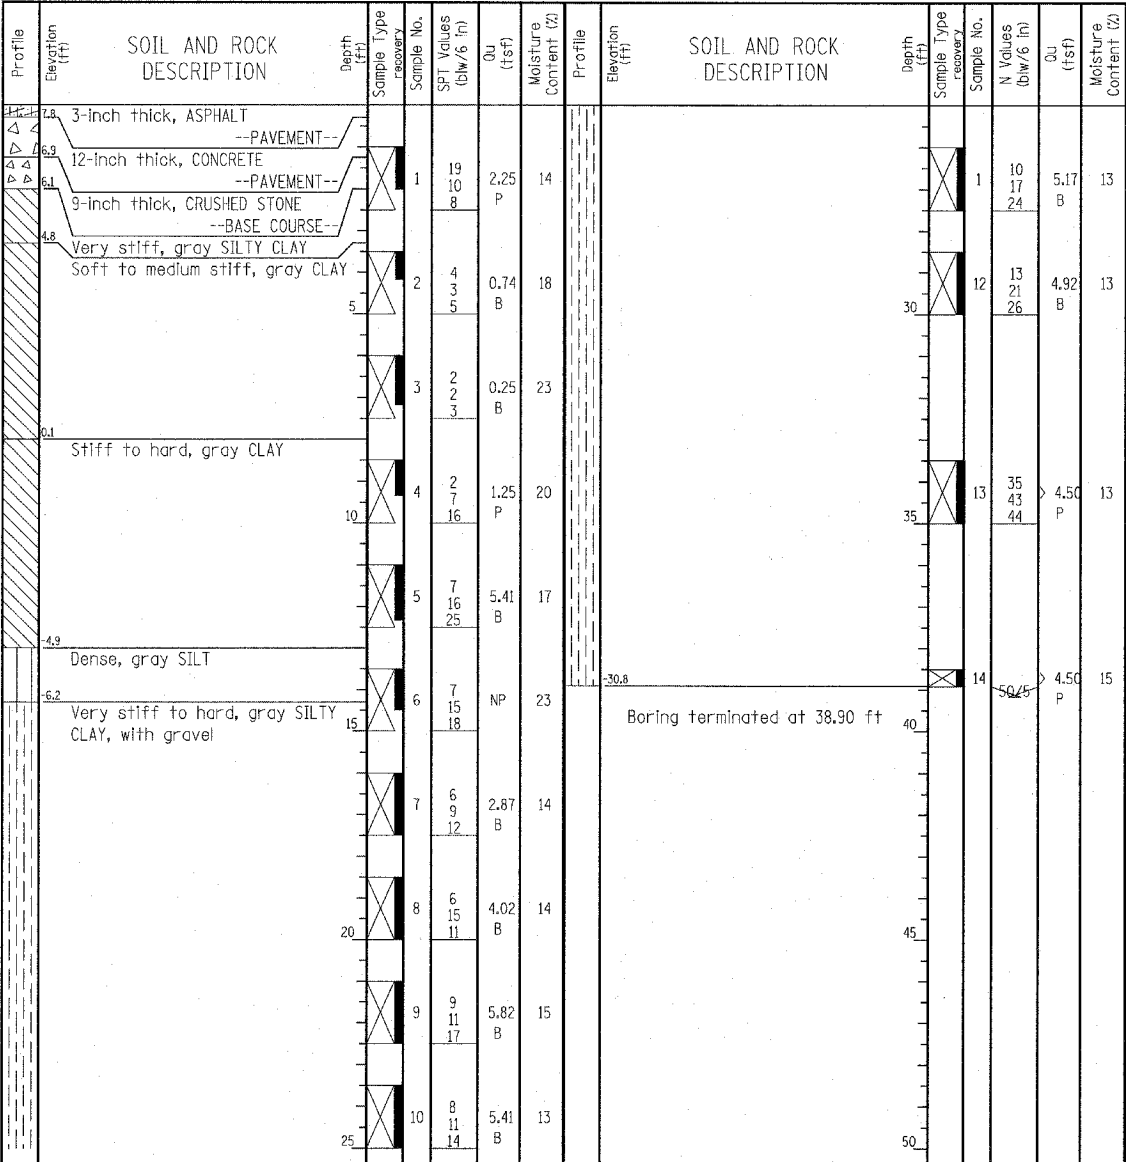 Profile
Elevation (ft)
SOIL AND ROCK
DESCRIPTION
Depth (ft)
Sample Type
recovery
Sample No.
SPT Values (blw/6 in)
Qu (tsf)
Moisture Content (%)
7.8 3-inch thick, ASPHALT
--PAVEMENT--
6.9 12-inch thick, CONCRETE
--PAVEMENT--
6.1 9-inch thick, CRUSHED STONE
--BASE COURSE--
4.8 Very stiff, gray SILTY CLAY
Soft to medium stiff, gray CLAY
1 19 10 8 2.25 P 14
2 4 3 5 0.74 B 18
5
3 2 2 3 0.25 B 23
0.1
Stiff to hard, gray CLAY
4 2 7 16 1.25 P 20
10
5 7 16 25 5.41 B 17
-4.9
Dense, gray SILT
6 7 15 18 NP 23
-6.2
Very stiff to hard, gray SILTY
CLAY, with gravel
15
7 6 9 12 2.87 B 14
8 6 15 11 4.02 B 14
20
9 9 11 17 5.82 B 15
10 8 11 14 5.41 B 13
25
Profile
Elevation (ft)
SOIL AND ROCK
DESCRIPTION
Depth (ft)
Sample Type
recovery
Sample No.
N Values (blw/6 in)
Qu (tsf)
Moisture Content (%)
1 10 17 24 5.17 B 13
12 13 21 26 4.92 B 13
30
13 35 43 44 > 4.50 P 13
35
-30.8
14 50/5 > 4.50 P 15
Boring terminated at 38.90 ft
40
45
50